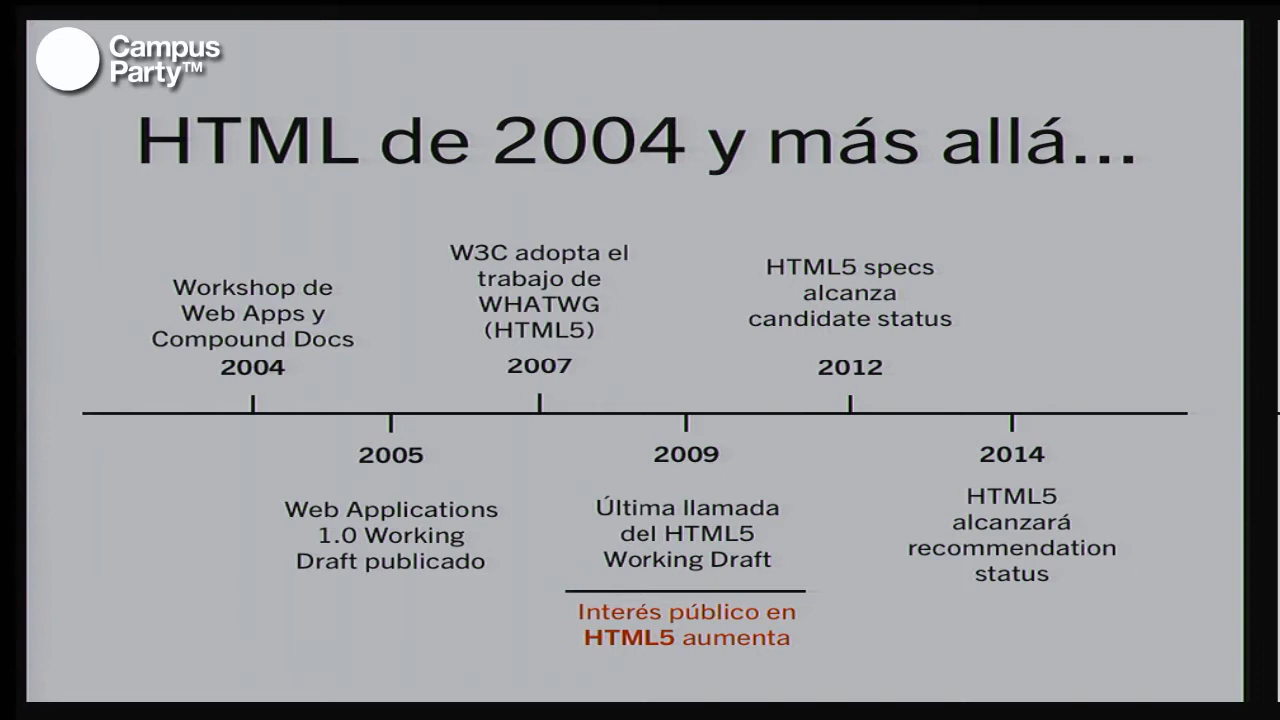 Campus
Party™
HTML de 2004 y más allá...
Workshop de
Web Apps y
Compound Docs
2004
W3C adopta el
trabajo de
WHATWG
(HTML5)
2007
HTML5 specs
alcanza
candidate status
2012
2005
Web Applications
1.0 Working
Draft publicado
2009
Última llamada
del HTML5
Working Draft
Interés público en
HTML5 aumenta
2014
HTML5
alcanzará
recommendation
status